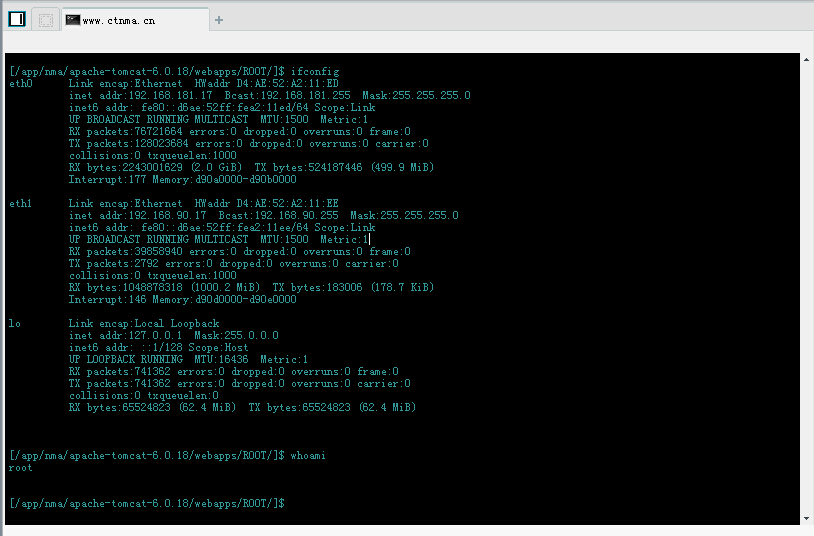 www.ctnma.cn
[/app/nma/apache-tomcat-6.0.18/webapps/ROOT/]$ ifconfig
eth0 Link encap:Ethernet HWaddr D4:AE:52:A2:11:ED
inet addr:192.168.181.17 Bcast:192.168.181.255 Mask:255.255.255.0
inet6 addr: fe80::d6ae:52ff:fea2:11ed/64 Scope:Link
UP BROADCAST RUNNING MULTICAST MTU:1500 Metric:1
RX packets:76721664 errors:0 dropped:0 overruns:0 frame:0
TX packets:128023684 errors:0 dropped:0 overruns:0 carrier:0
collisions:0 txqueuelen:1000
RX bytes:2243001629 (2.0 GiB) TX bytes:524187446 (499.9 MiB)
Interrupt:177 Memory:d90a0000-d90b0000
eth1 Link encap:Ethernet HWaddr D4:AE:52:A2:11:EE
inet addr:192.168.90.17 Bcast:192.168.90.255 Mask:255.255.255.0
inet6 addr: fe80::d6ae:52ff:fea2:11ee/64 Scope:Link
UP BROADCAST RUNNING MULTICAST MTU:1500 Metric:1
RX packets:39858940 errors:0 dropped:0 overruns:0 frame:0
TX packets:2792 errors:0 dropped:0 overruns:0 carrier:0
collisions:0 txqueuelen:1000
RX bytes:1048878318 (1000.2 MiB) TX bytes:183006 (178.7 KiB)
Interrupt:146 Memory:d90d0000-d90e0000
lo Link encap:Local Loopback
inet addr:127.0.0.1 Mask:255.0.0.0
inet6 addr: ::1/128 Scope:Host
UP LOOPBACK RUNNING MTU:16436 Metric:1
RX packets:741362 errors:0 dropped:0 overruns:0 frame:0
TX packets:741362 errors:0 dropped:0 overruns:0 carrier:0
collisions:0 txqueuelen:0
RX bytes:65524823 (62.4 MiB) TX bytes:65524823 (62.4 MiB)
[/app/nma/apache-tomcat-6.0.18/webapps/ROOT/]$ whoami
root
[/app/nma/apache-tomcat-6.0.18/webapps/ROOT/]$